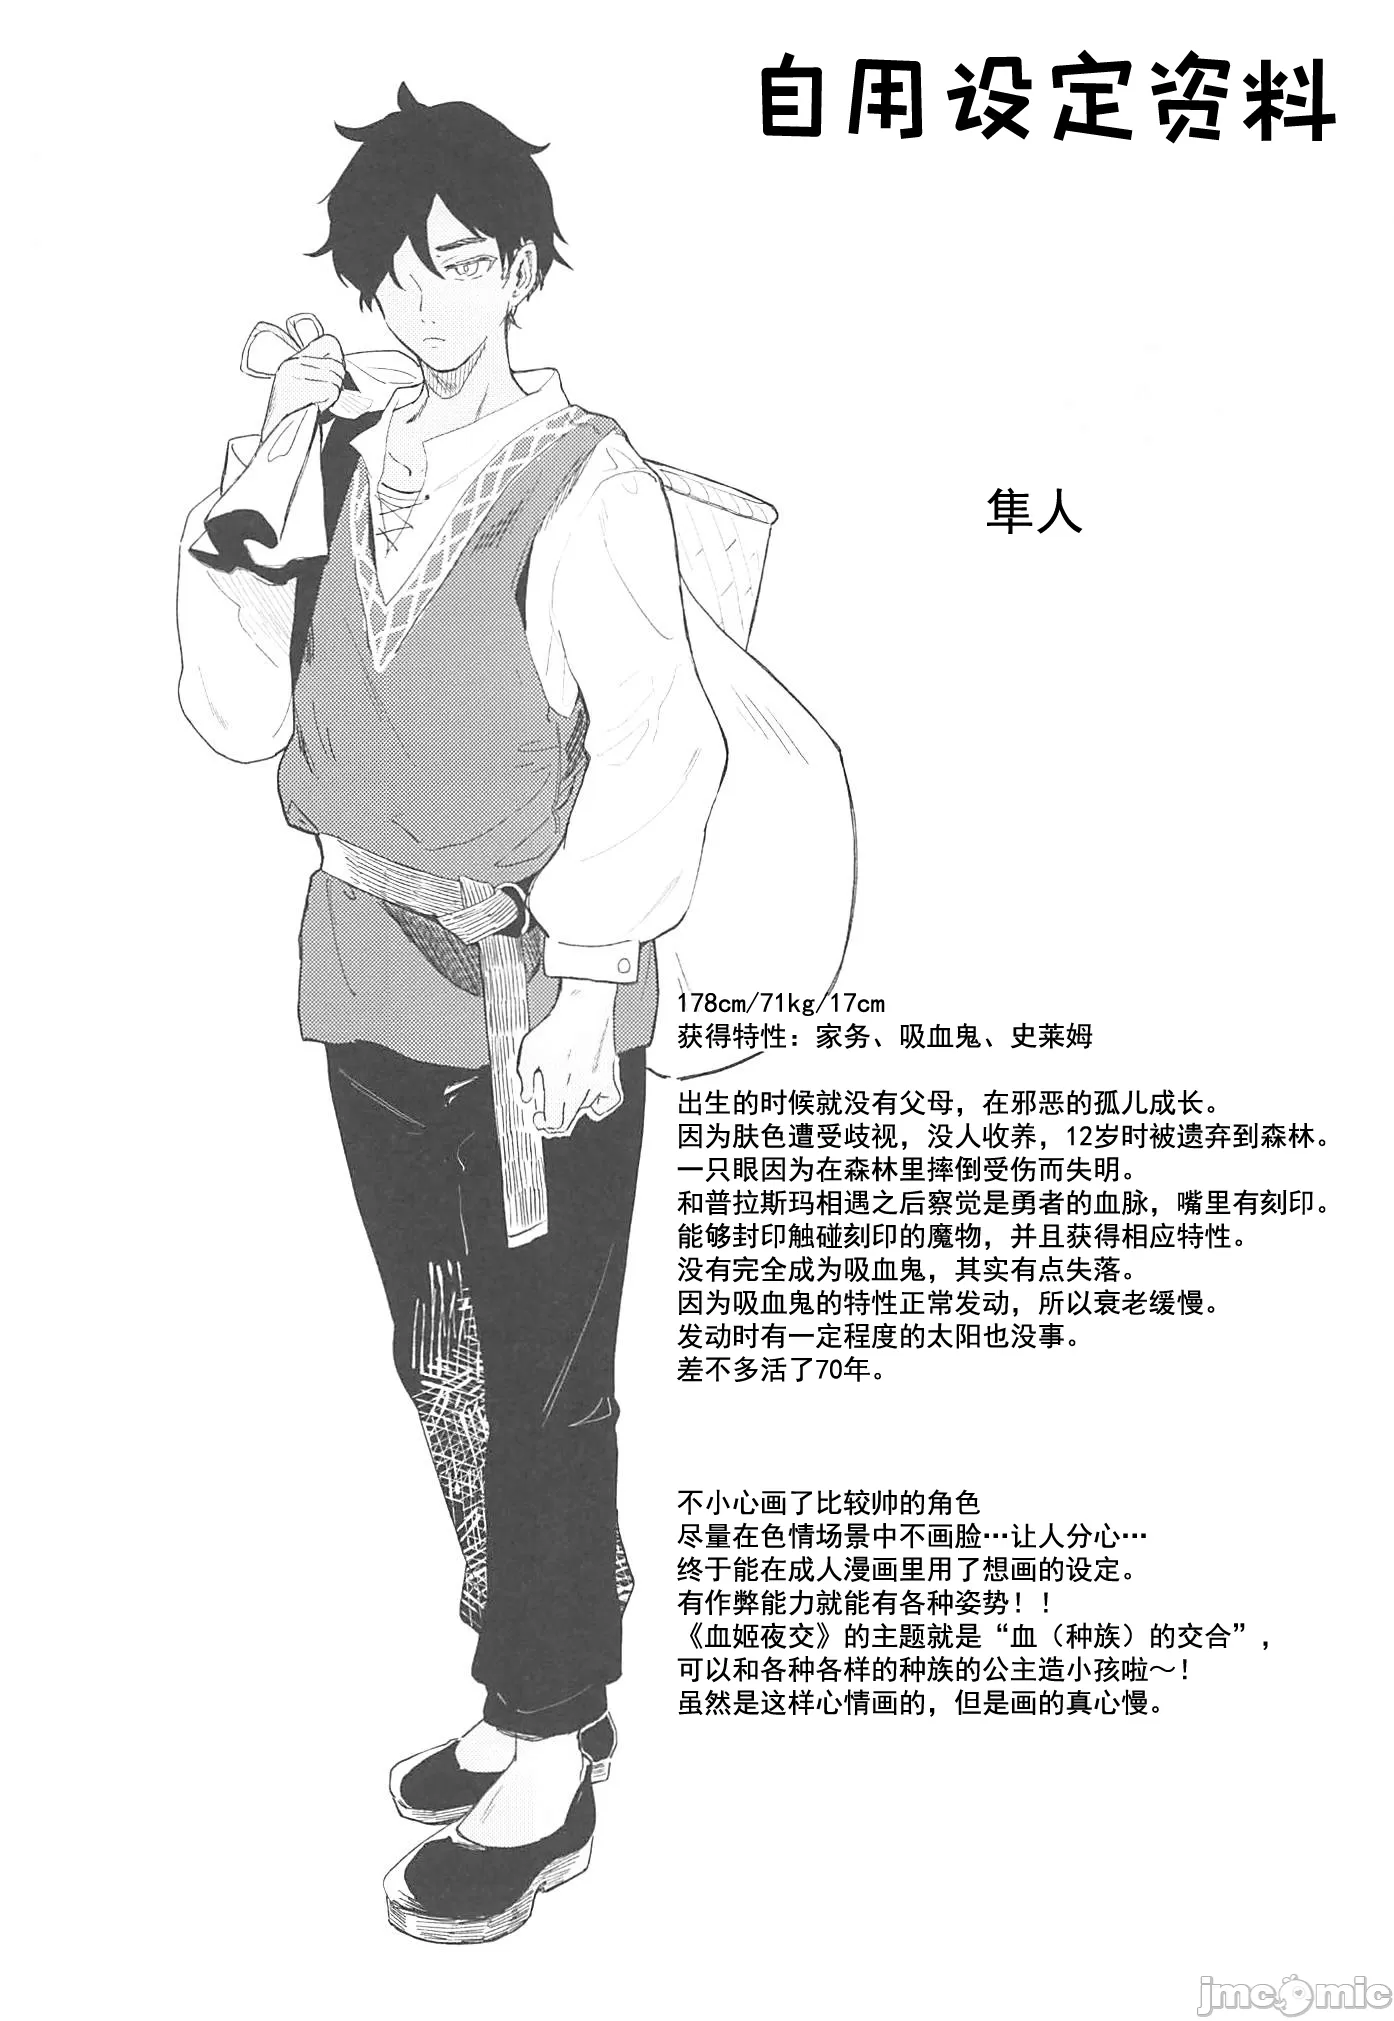 自用设定资料
隼人
178cm/71kg/17cm
获得特性：家务、吸血鬼、史莱姆
出生的时候就没有父母，在邪恶的孤儿成长。
因为肤色遭受歧视，没人收养，12岁时被遗弃到森林。
一只眼因为在森林里摔倒受伤而失明。
和普拉斯玛相遇之后察觉是勇者的血脉，嘴里有刻印。
能够封印触碰刻印的魔物，并且获得相应特性。
没有完全成为吸血鬼，其实有点失落。
因为吸血鬼的特性正常发动，所以衰老缓慢。
发动时有一定程度的太阳也没事。
差不多活了70年。
不小心画了比较帅的角色
尽量在色情场景中不画脸…让人分心…
终于能在成人漫画里用了想画的设定。
有作弊能力就能有各种姿势！！
《血姬夜交》的主题就是“血（种族）的交合”，
可以和各种各样的种族的公主造小孩啦～！
虽然是这样心情画的，但是画的真心慢。
jmcomic